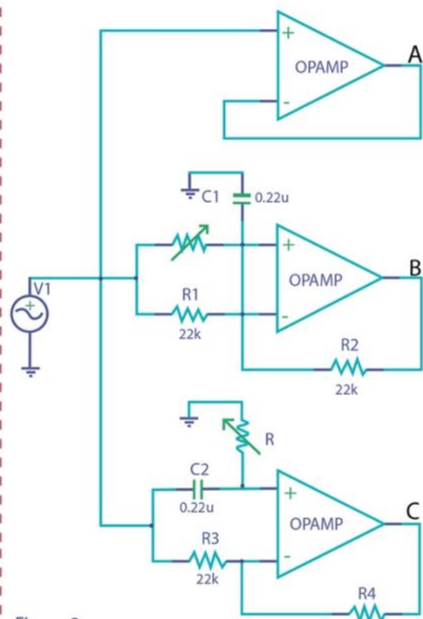 +
OPAMP
-
A
C1
0.22u
+
OPAMP
-
B
V1
+
R1
22k
R2
22k
R
C2
0.22u
+
OPAMP
-
C
R3
22k
R4